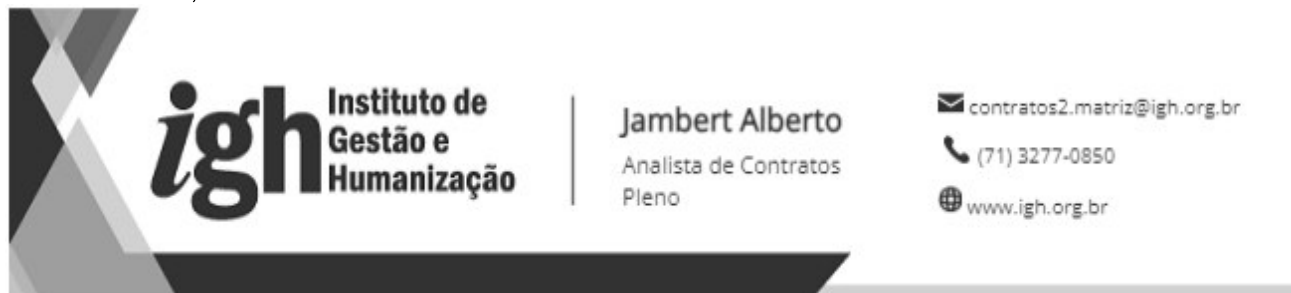 igh
Instituto de
Gestão e
Humanização
Jambert Alberto
Analista de Contratos
Pleno
contratos2.matriz@igh.org.br
(71) 3277-0850
www.igh.org.br